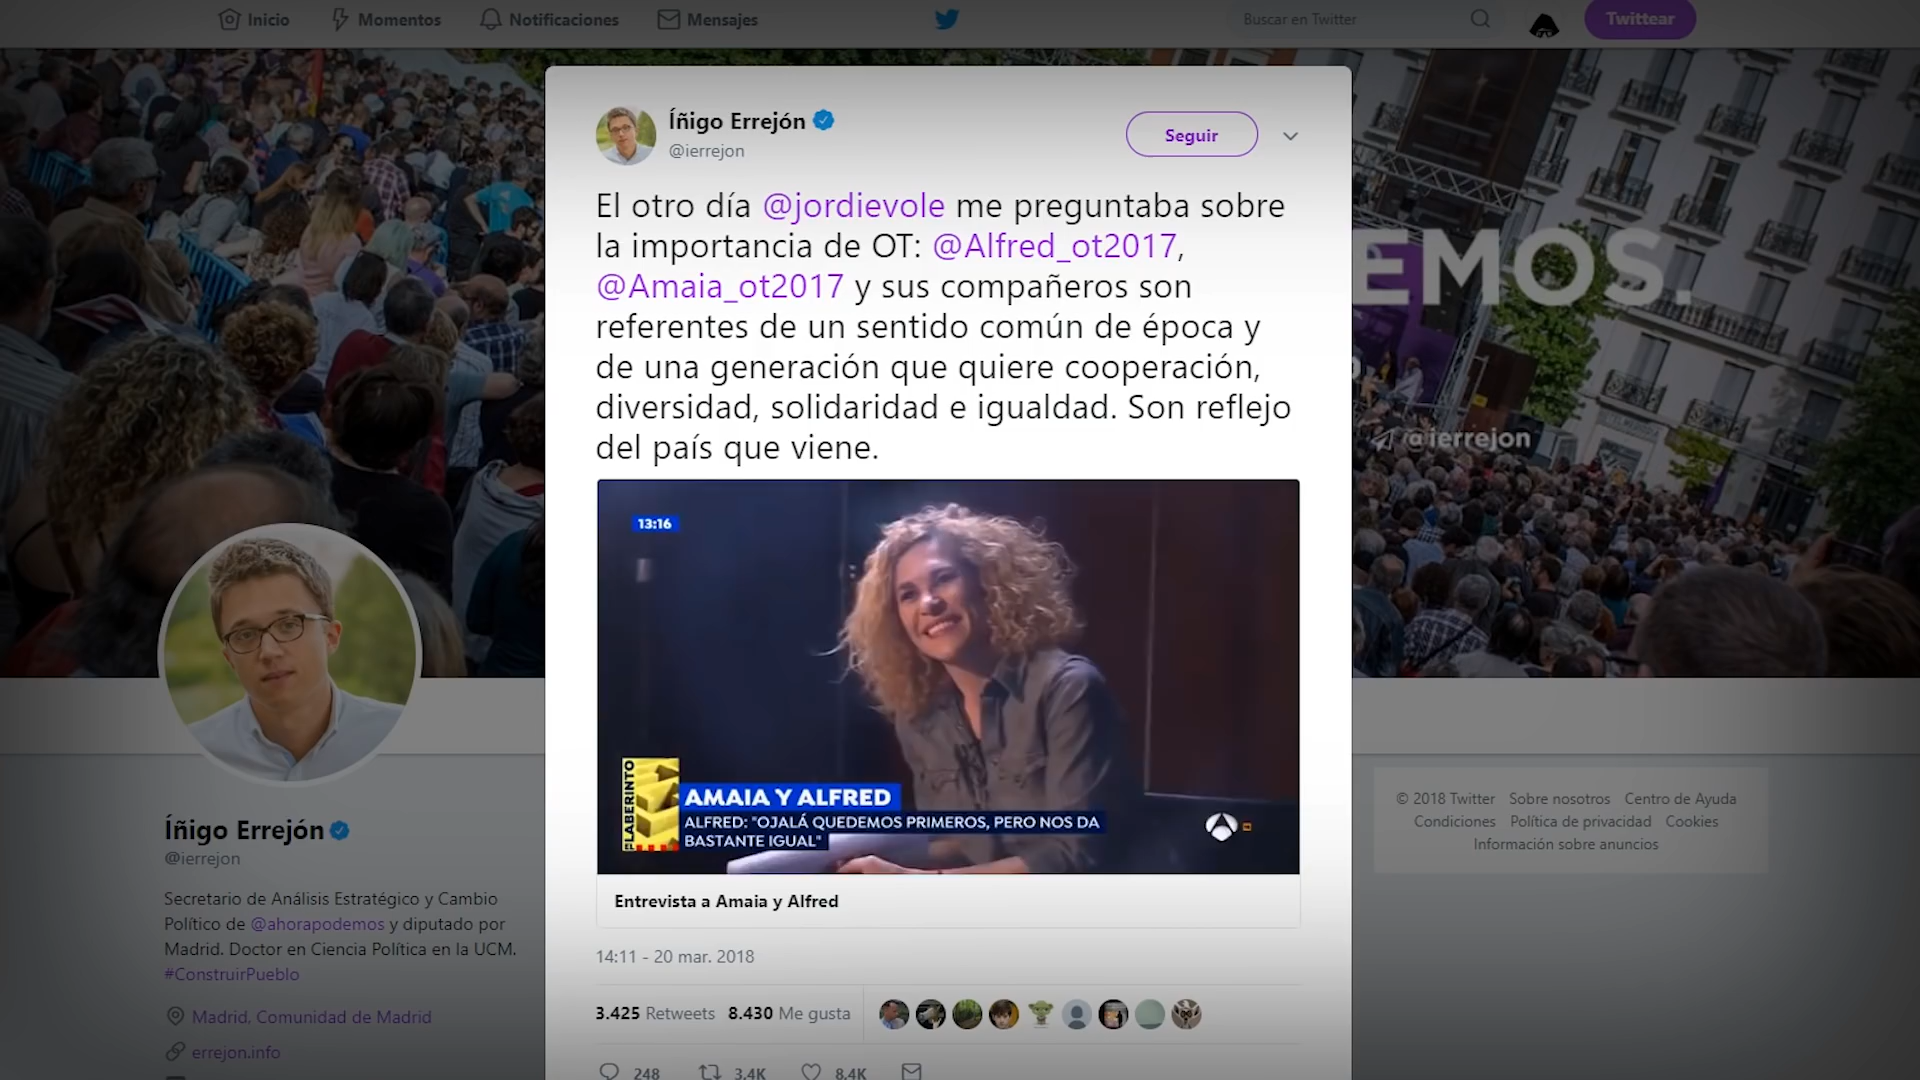 Inicio
Momentos
Notificaciones
Mensajes
Buscar en Twitter
Twittear
Íñigo Errejón
@ierrejon
Seguir
El otro día @jordievole me preguntaba sobre
la importancia de OT: @Alfred_ot2017,
@Amaia_ot2017 y sus compañeros son
referentes de un sentido común de época y
de una generación que quiere cooperación,
diversidad, solidaridad e igualdad. Son reflejo
del país que viene.
13:16
LABERINTO
AMAIA Y ALFRED
ALFRED: "OJALÁ QUEDEMOS PRIMEROS, PERO NOS DA
BASTANTE IGUAL"
Entrevista a Amaia y Alfred
14:11 - 20 mar. 2018
3.425 Retweets 8.430 Me gusta
248 3,4K 8,4K
EMOS.
@ierrejon
Íñigo Errejón
@ierrejon
Secretario de Análisis Estratégico y Cambio
Político de @ahorapodemos y diputado por
Madrid. Doctor en Ciencia Política en la UCM.
#ConstruirPueblo
Madrid, Comunidad de Madrid
errejon.info
© 2018 Twitter Sobre nosotros Centro de Ayuda
Condiciones Política de privacidad Cookies
Información sobre anuncios